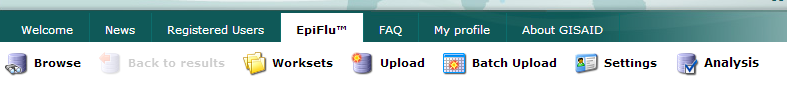 Welcome News Registered Users EpiFlu™ FAQ My profile About GISAID
Browse Back to results Worksets Upload Batch Upload Settings Analysis